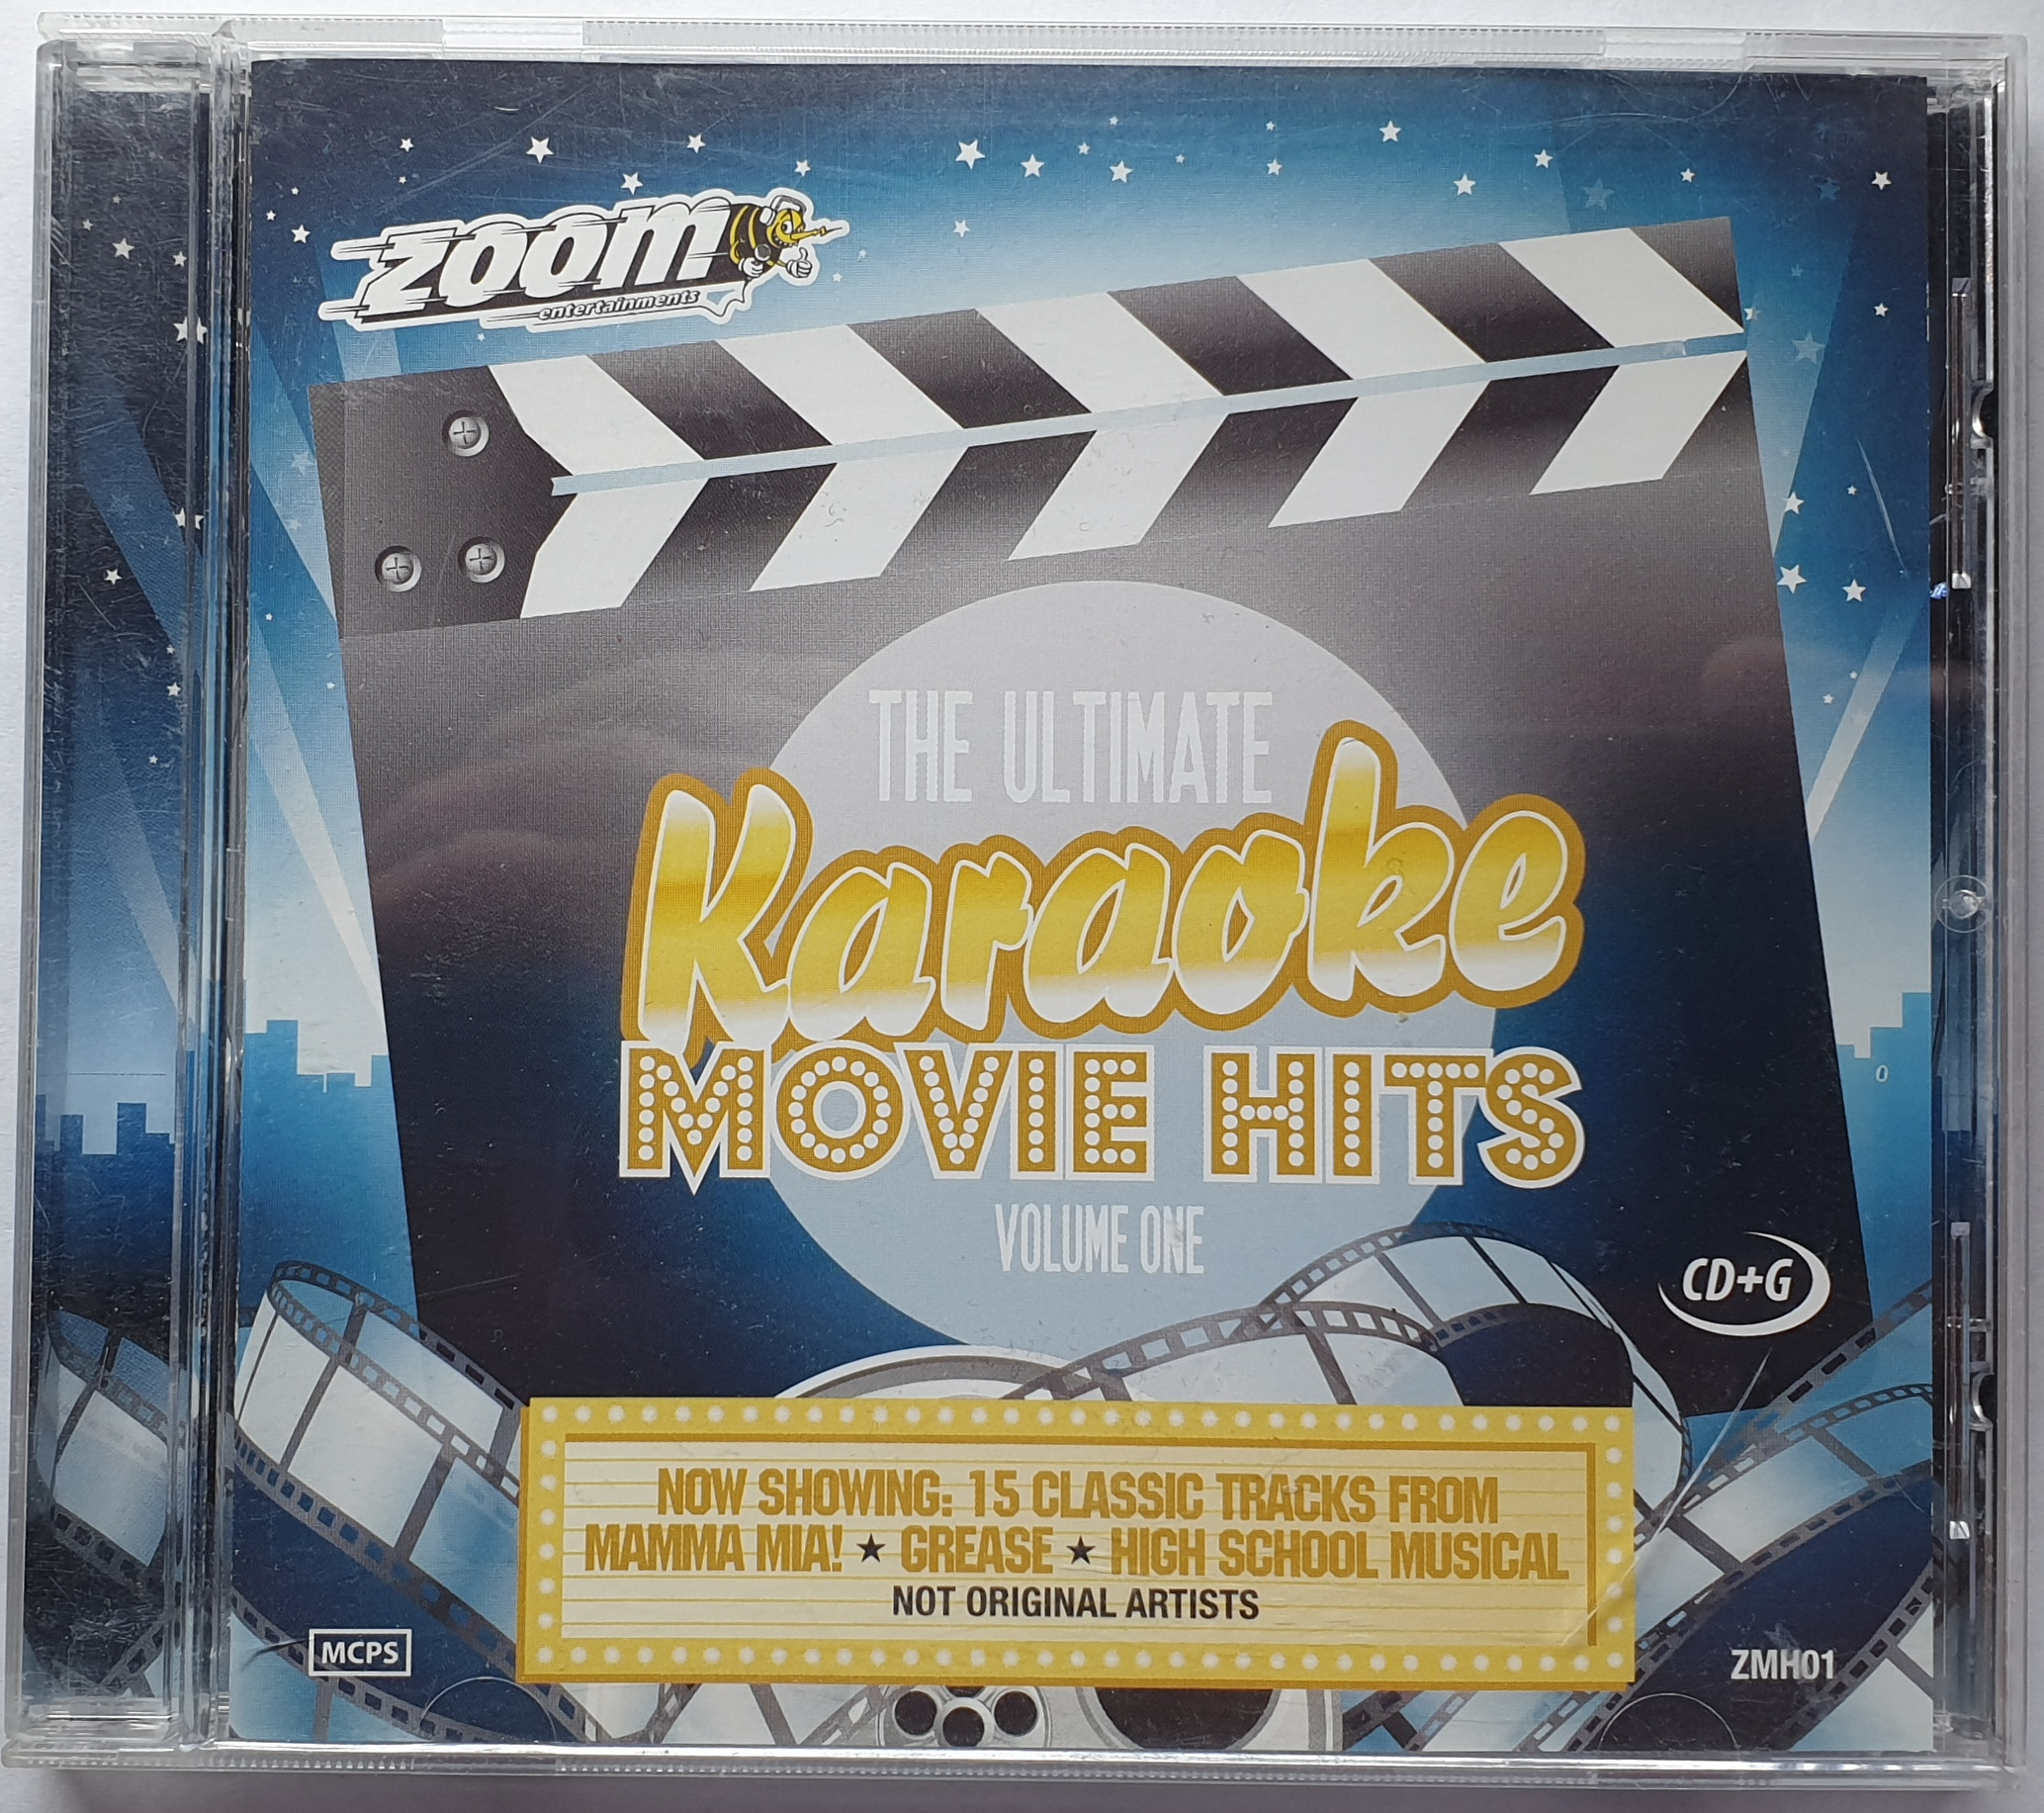 zoom
entertainments
THE ULTIMATE
Karaoke
MOVIE HITS
VOLUME ONE
CD+G
NOW SHOWING: 15 CLASSIC TRACKS FROM
MAMMA MIA! ★ GREASE ★ HIGH SCHOOL MUSICAL
NOT ORIGINAL ARTISTS
MCPS
ZMH01